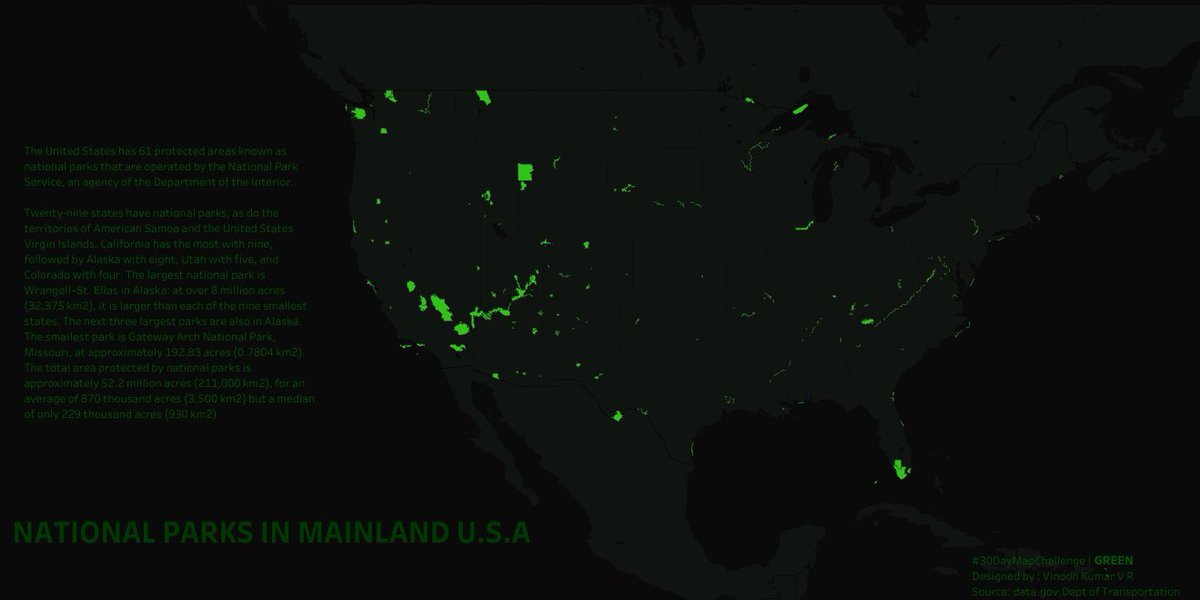 The United States has 61 protected areas known as
national parks that are operated by the National Park
Service, an agency of the Department of the Interior.
Twenty-nine states have national parks, as do the
territories of American Samoa and the United States
Virgin Islands. California has the most with nine,
followed by Alaska with eight, Utah with five, and
Colorado with four. The largest national park is
Wrangell–St. Elias in Alaska: at over 8 million acres
(32,375 km2), it is larger than each of the nine smallest
states. The next three largest parks are also in Alaska.
The smallest park is Gateway Arch National Park,
Missouri, at approximately 192.83 acres (0.7804 km2).
The total area protected by national parks is
approximately 52.2 million acres (211,000 km2), for an
average of 870 thousand acres (3,500 km2) but a median
of only 229 thousand acres (930 km2)
NATIONAL PARKS IN MAINLAND U.S.A
#30DayMapChallenge | GREEN
Designed by : Vinodh Kumar V R
Source: data.gov,Dept of Transportation